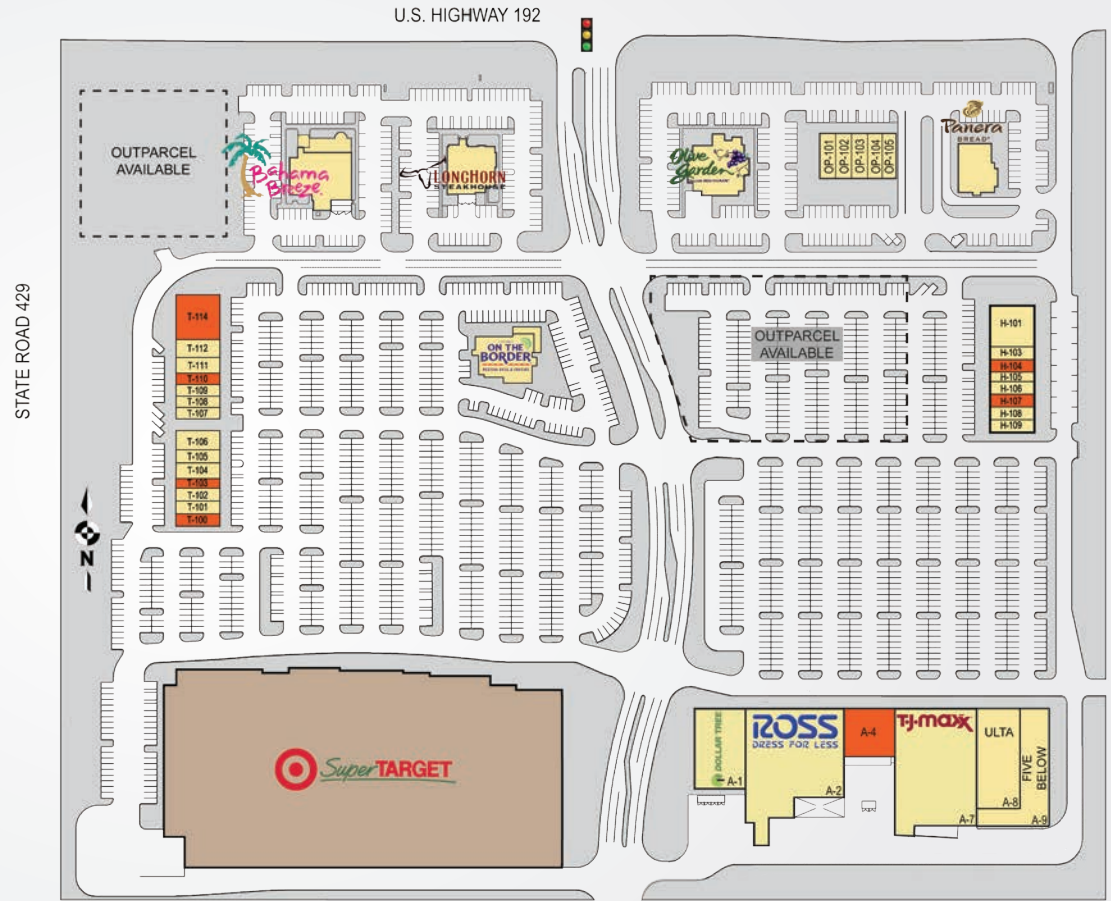 U.S. HIGHWAY 192
STATE ROAD 429
OUTPARCEL
AVAILABLE
Bahama
Breeze
LONGHORN
STEAKHOUSE
Olive
Garden
OP-101
OP-102
OP-103
OP-104
OP-105
Panera
BREAD
T-114
T-112
T-111
T-110
T-109
T-108
T-107
T-106
T-105
T-104
T-103
T-102
T-101
T-100
ON THE
BORDER
OUTPARCEL
AVAILABLE
H-101
H-103
H-104
H-105
H-106
H-107
H-108
H-109
N
SuperTARGET
DOLLAR TREE
A-1
ROSS
DRESS FOR LESS
A-2
A-4
T•J•maxx
A-7
ULTA
A-8
FIVE
BELOW
A-9